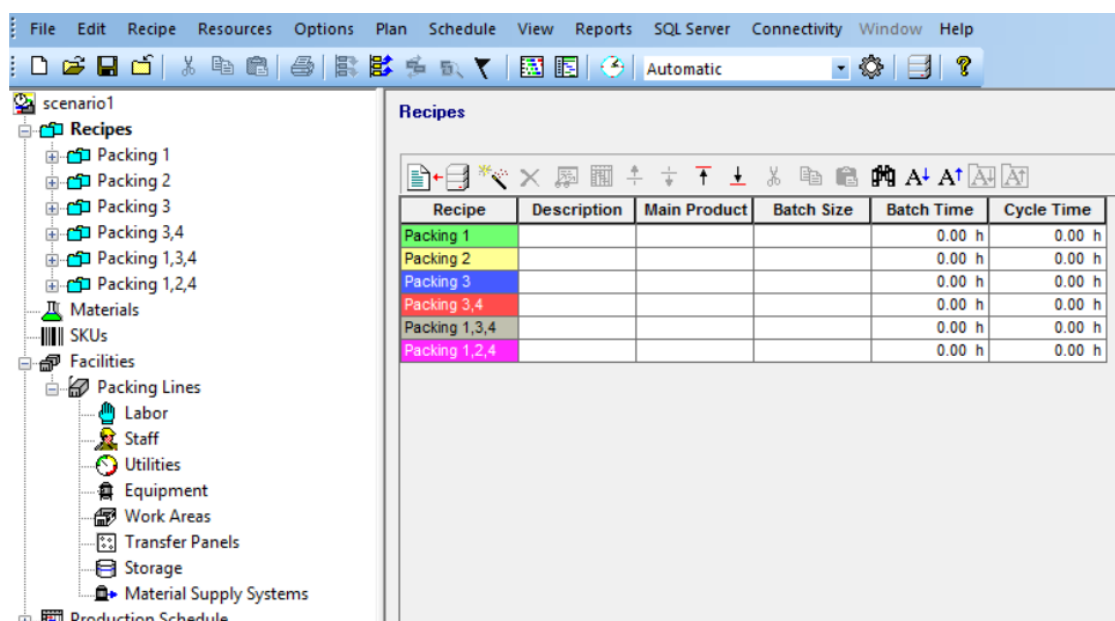 File Edit Recipe Resources Options Plan Schedule View Reports SQL Server Connectivity Window Help
Automatic
scenario1
Recipes
Packing 1
Packing 2
Packing 3
Packing 3,4
Packing 1,3,4
Packing 1,2,4
Materials
SKUs
Facilities
Packing Lines
Labor
Staff
Utilities
Equipment
Work Areas
Transfer Panels
Storage
Material Supply Systems
Production Schedule
Recipes
Recipe Description Main Product Batch Size Batch Time Cycle Time
Packing 1 0.00 h 0.00 h
Packing 2 0.00 h 0.00 h
Packing 3 0.00 h 0.00 h
Packing 3,4 0.00 h 0.00 h
Packing 1,3,4 0.00 h 0.00 h
Packing 1,2,4 0.00 h 0.00 h